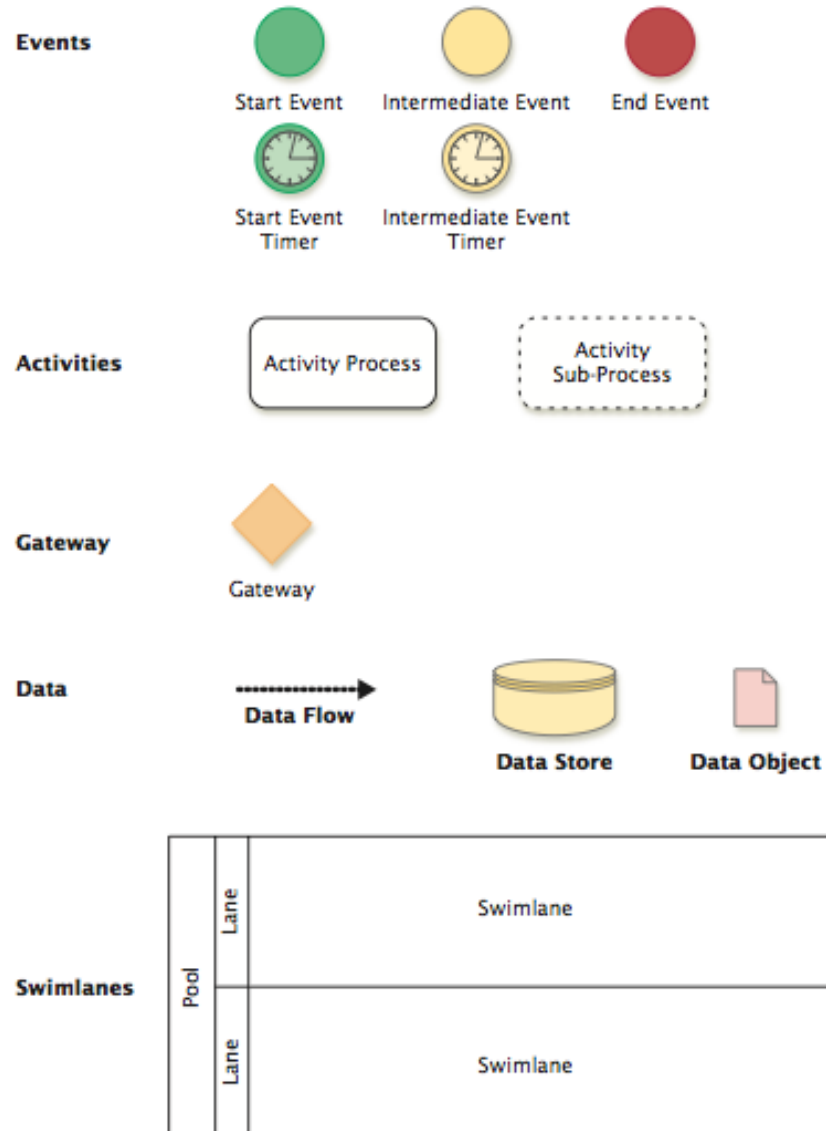 Events
Start Event
Intermediate Event
End Event
Start Event
Timer
Intermediate Event
Timer
Activities
Activity Process
Activity
Sub-Process
Gateway
Gateway
Data
Data Flow
Data Store
Data Object
Swimlanes
Pool
Lane
Swimlane
Lane
Swimlane